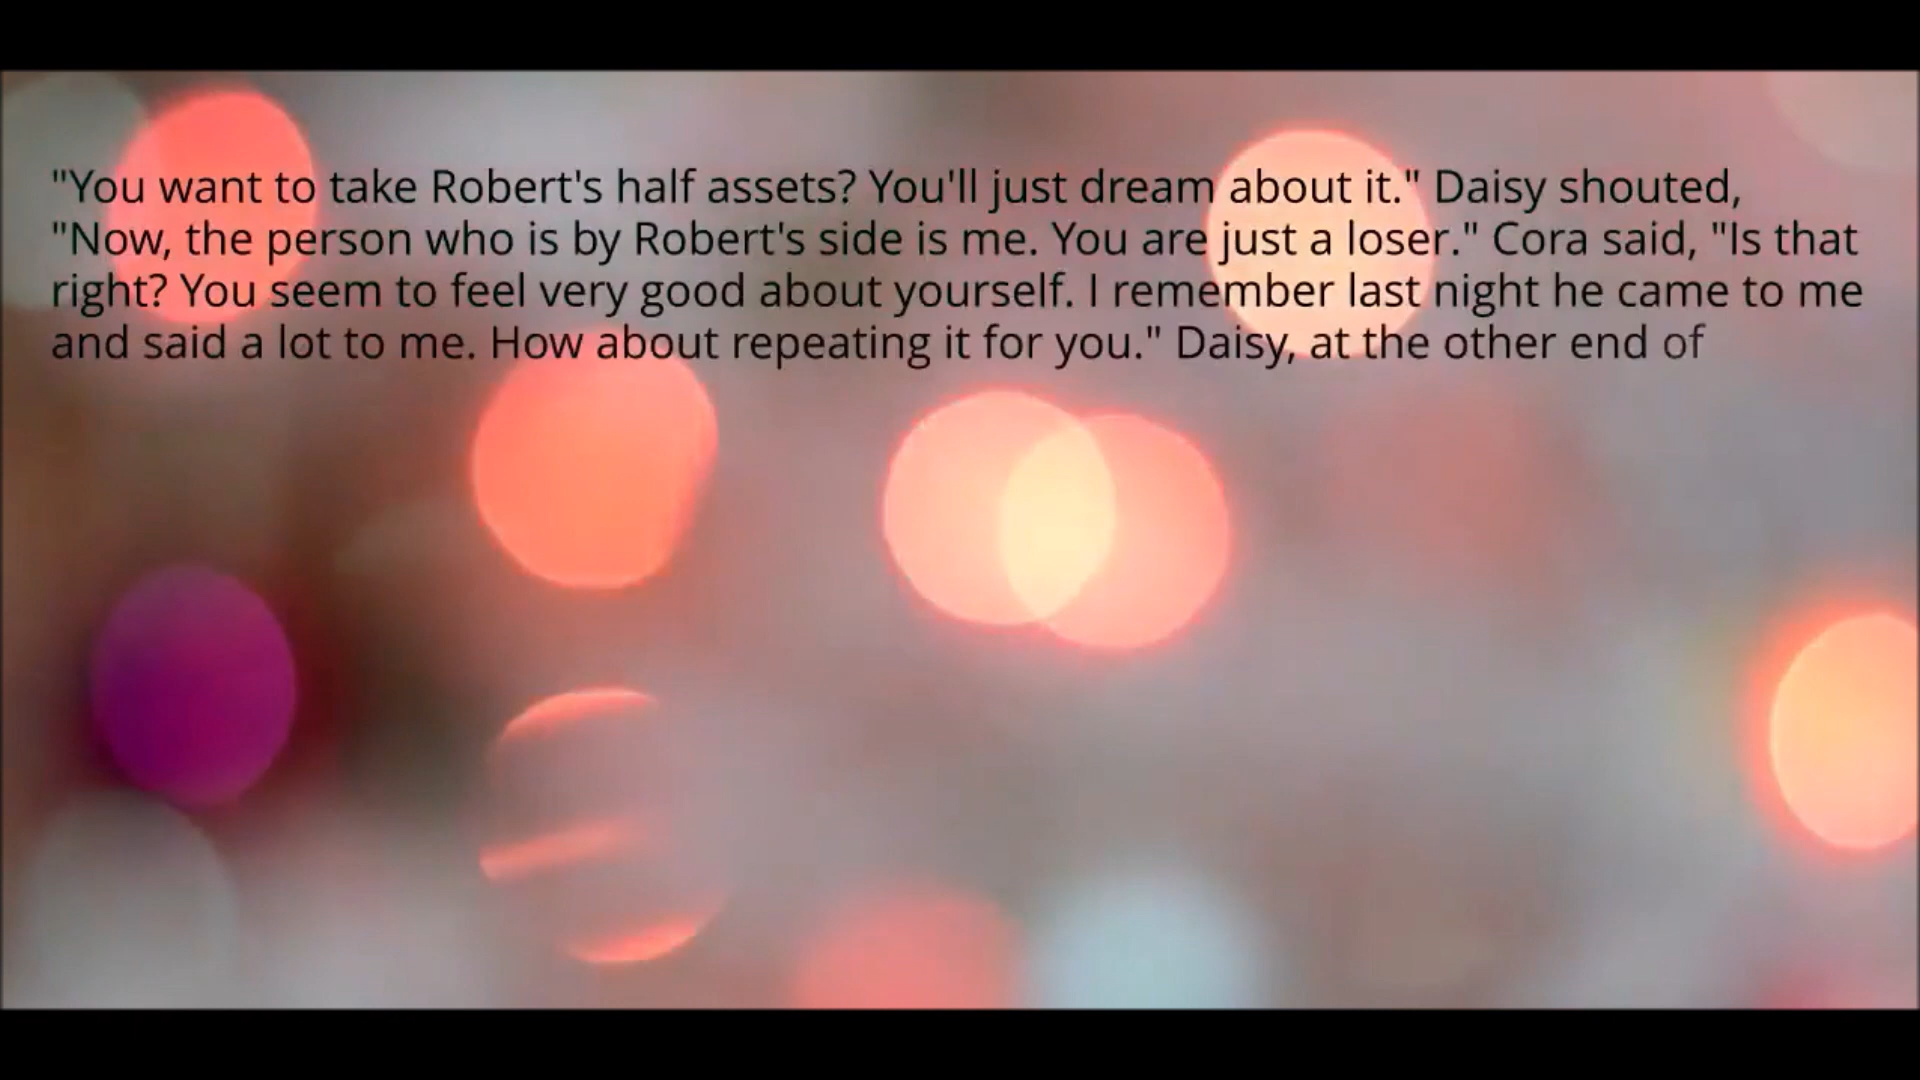 "You want to take Robert's half assets? You'll just dream about it." Daisy shouted,
"Now, the person who is by Robert's side is me. You are just a loser." Cora said, "Is that
right? You seem to feel very good about yourself. I remember last night he came to me
and said a lot to me. How about repeating it for you." Daisy, at the other end of